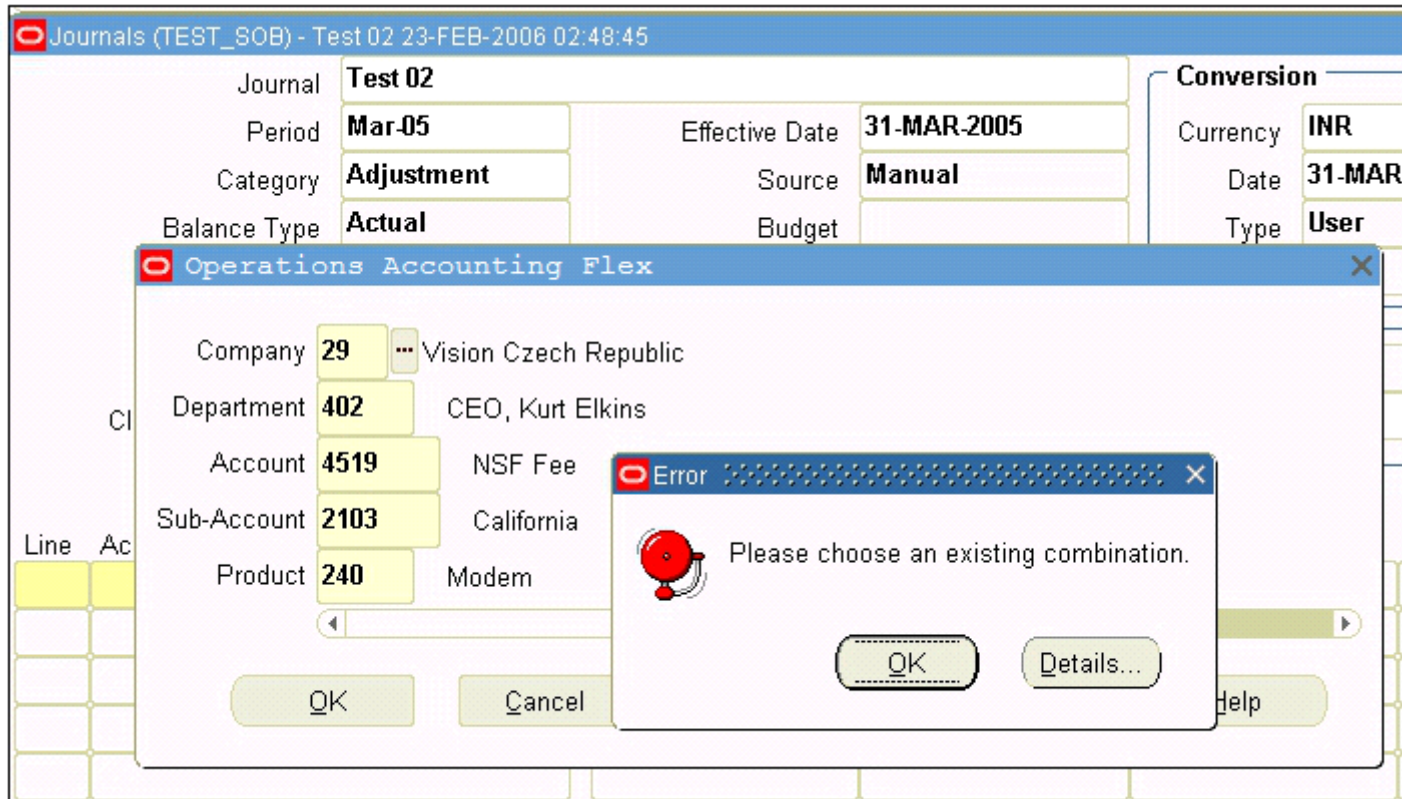 Journals (TEST_SOB) - Test 02 23-FEB-2006 02:48:45
Journal Test 02
Conversion
Period Mar-05 Effective Date 31-MAR-2005 Currency INR
Category Adjustment Source Manual Date 31-MAR
Balance Type Actual Budget Type User
Operations Accounting Flex
Company 29 ... Vision Czech Republic
Department 402 CEO, Kurt Elkins
Cl
Account 4519 NSF Fee
Error
Sub-Account 2103 California
Please choose an existing combination.
Line Ac
Product 240 Modem
OK Details...
OK Cancel Help